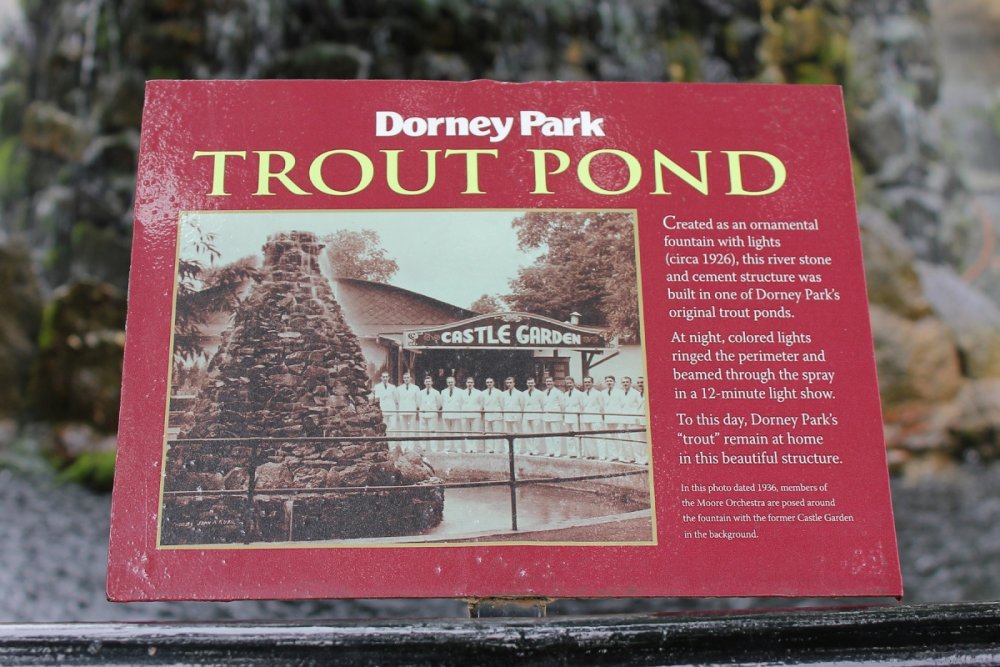 Dorney Park
TROUT POND
CASTLE GARDEN
Created as an ornamental
fountain with lights
(circa 1926), this river stone
and cement structure was
built in one of Dorney Park's
original trout ponds.
At night, colored lights
ringed the perimeter and
beamed through the spray
in a 12-minute light show.
To this day, Dorney Park's
“trout” remain at home
in this beautiful structure.
In this photo dated 1936, members of
the Moore Orchestra are posed around
the fountain with the former Castle Garden
in the background.